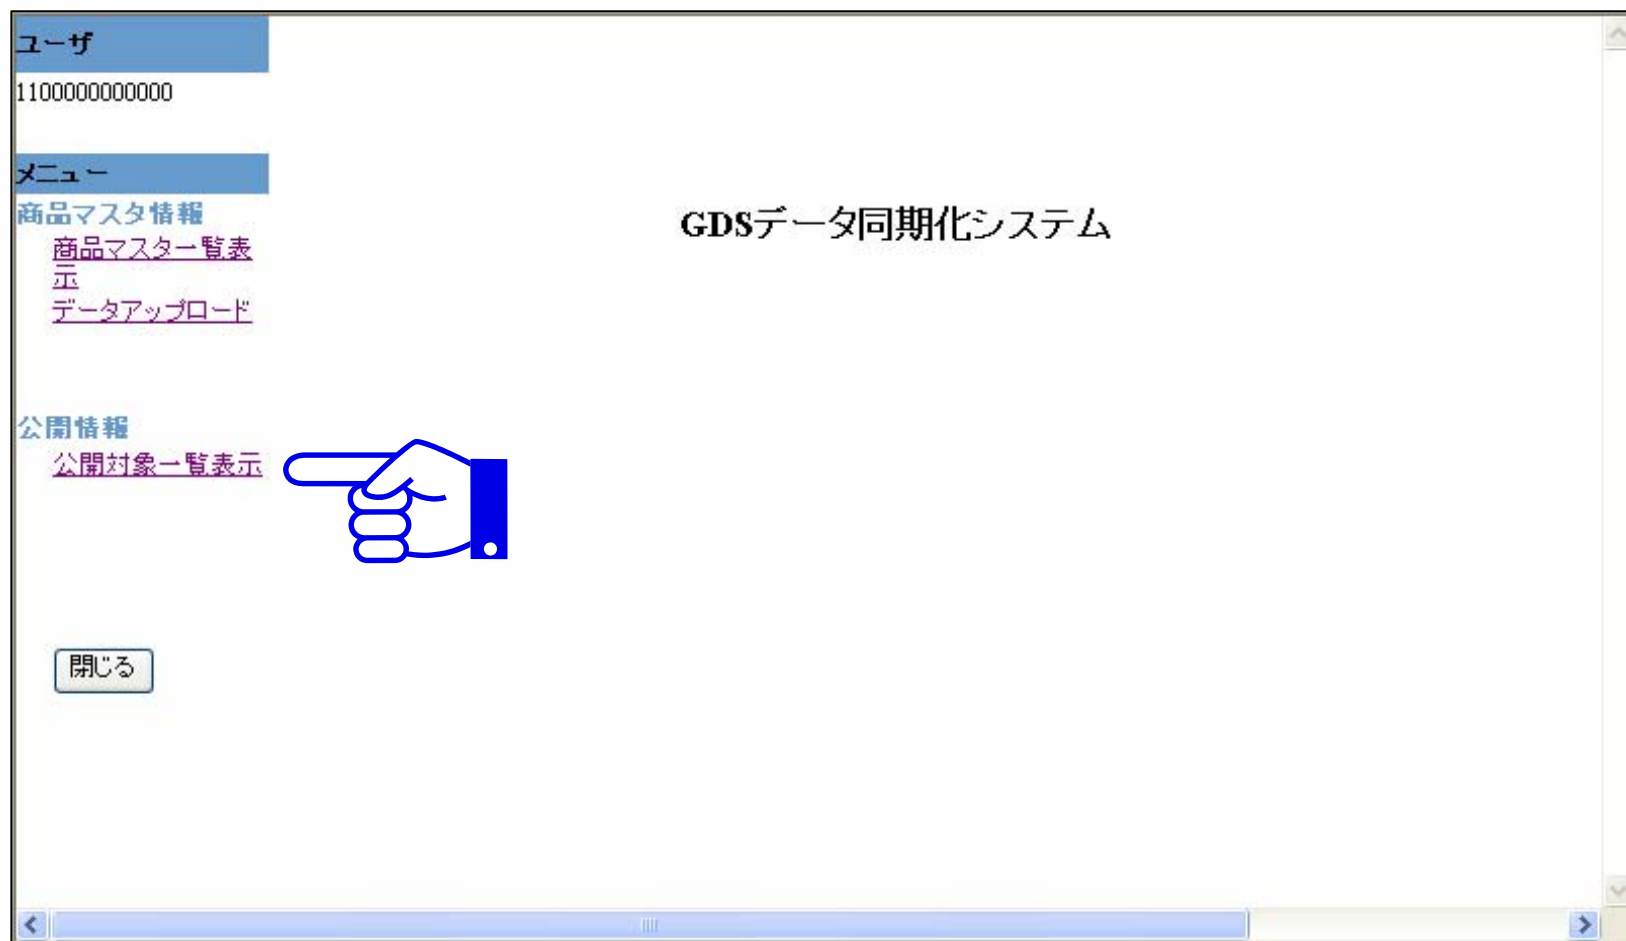 ユーザ
1100000000000
メニュー
商品マスタ情報
商品マスター覧表
示
データアップロード
公開情報
公開対象一覧表示
閉じる
GDSデータ同期化システム